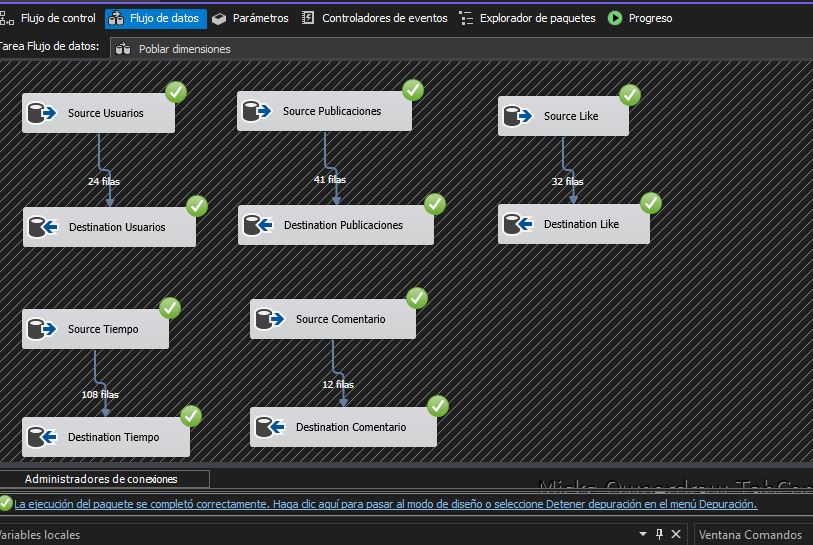 Flujo de control Flujo de datos Parámetros Controladores de eventos Explorador de paquetes Progreso
Tarea Flujo de datos: Poblar dimensiones
Source Usuarios Source Publicaciones Source Like
24 filas 41 filas 32 filas
Destination Usuarios Destination Publicaciones Destination Like
Source Tiempo Source Comentario
108 filas 12 filas
Destination Tiempo Destination Comentario
Administradores de conexiones
La ejecución del paquete se completó correctamente. Haga clic aquí para pasar al modo de diseño o seleccione Detener depuración en el menú Depuración.
Variables locales Ventana Comandos